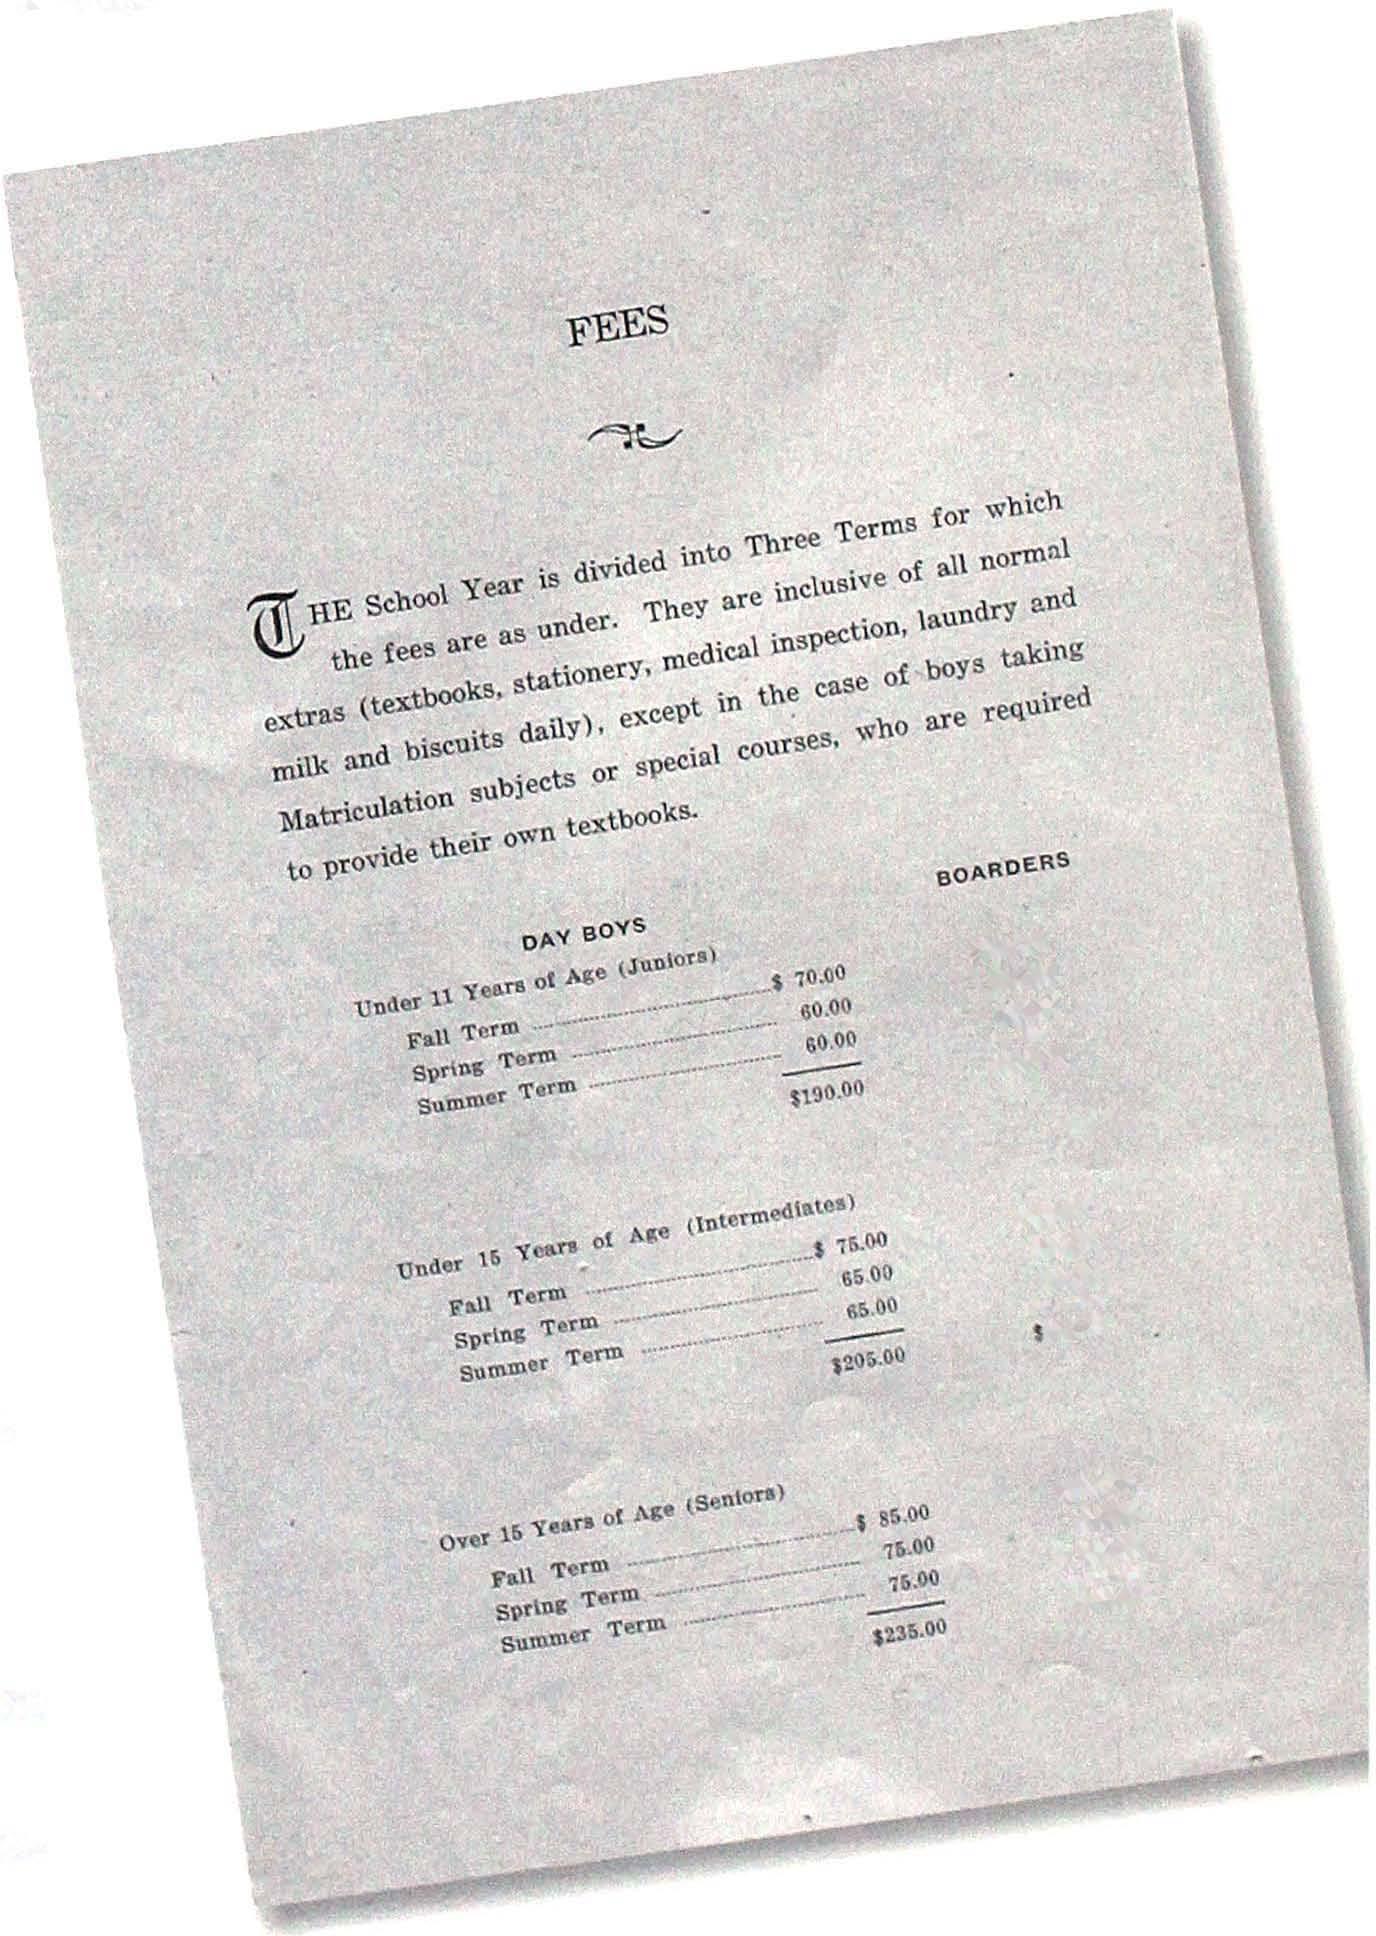 FEES
THE School Year is divided into Three Terms for which
the fees are as under. They are inclusive of all normal
extras (textbooks, stationery, medical inspection, laundry and
milk and biscuits daily), except in the case of boys taking
Matriculation subjects or special courses, who are required
to provide their own textbooks.
BOARDERS
DAY BOYS
Under 11 Years of Age (Juniors)
Fall Term $ 70.00
Spring Term 60.00
Summer Term 60.00
$190.00
Under 15 Years of Age (Intermediates)
Fall Term $ 75.00
Spring Term 65.00
Summer Term 65.00
$
$205.00
Over 15 Years of Age (Seniors)
Fall Term $ 85.00
Spring Term 75.00
Summer Term 75.00
$235.00